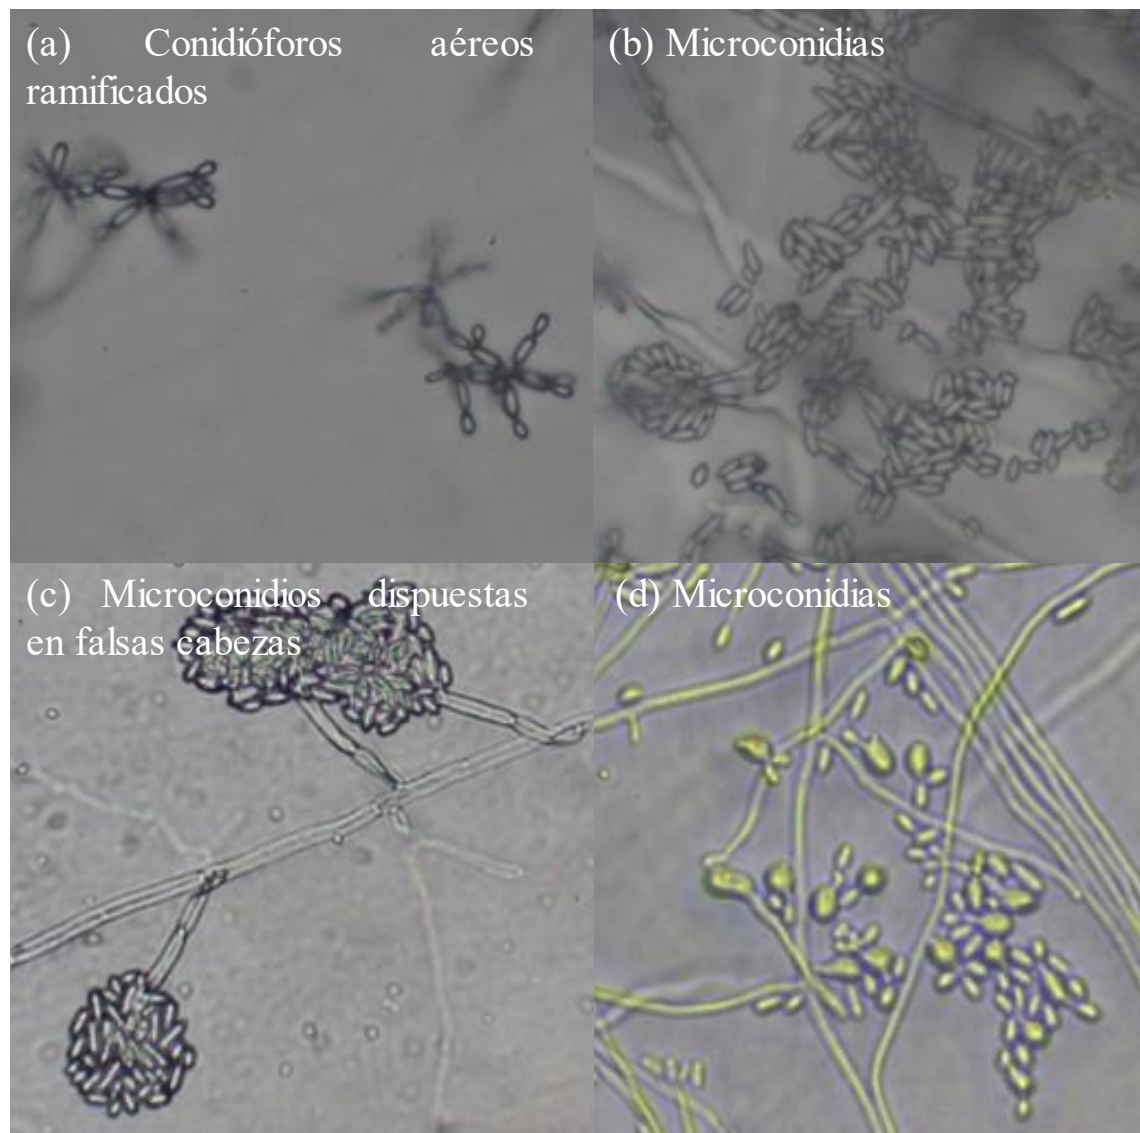 (a) Conidióforos aéreos
ramificados
(b) Microconidias
(c) Microconidios dispuestas
en falsas cabezas
(d) Microconidias